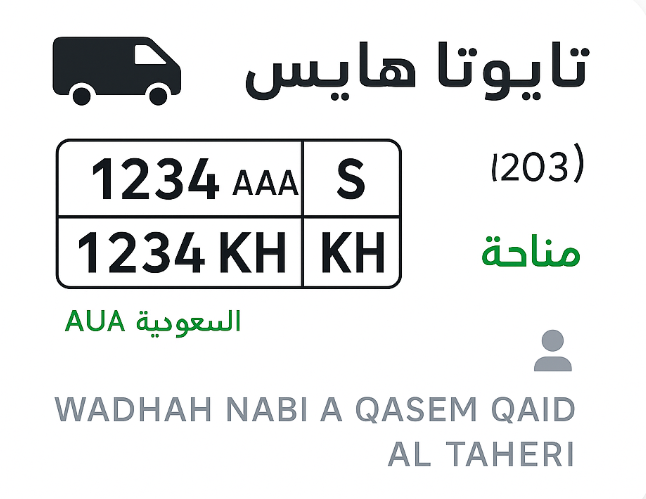 تايوتا هايس
1234 AAA S
(203)
1234 KH KH
مناحة
السعودية AUA
WADHAH NABI A QASEM QAID
AL TAHERI